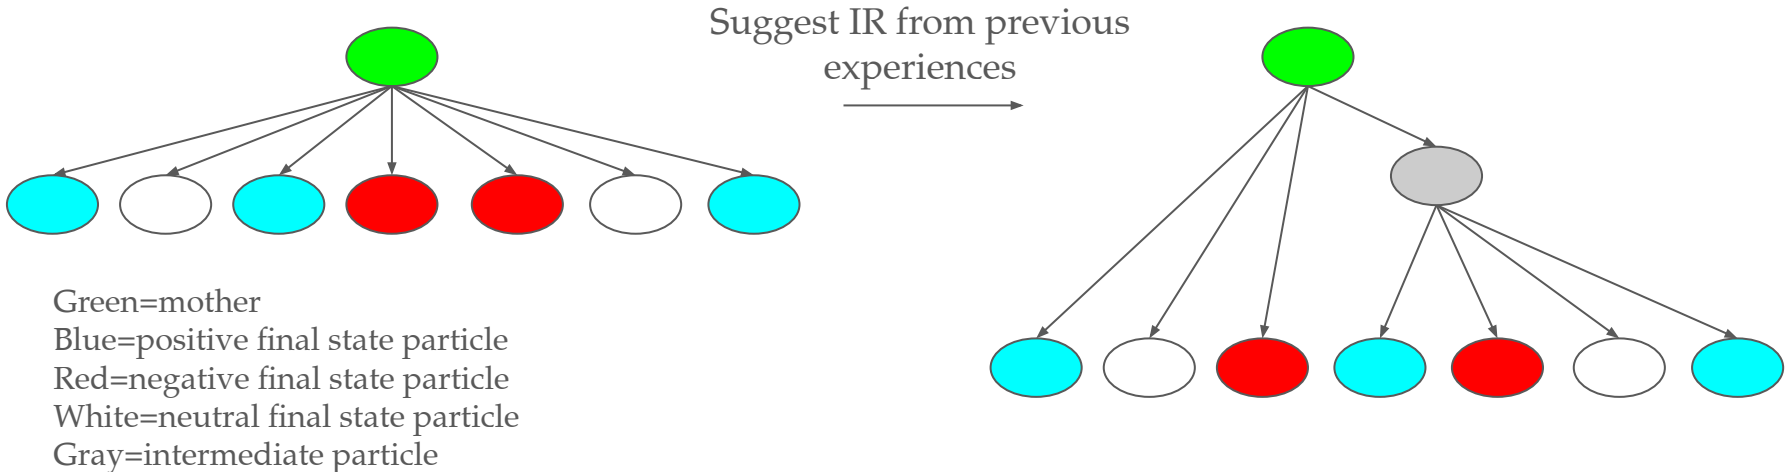 Suggest IR from previous
experiences
Green=mother
Blue=positive final state particle
Red=negative final state particle
White=neutral final state particle
Gray=intermediate particle